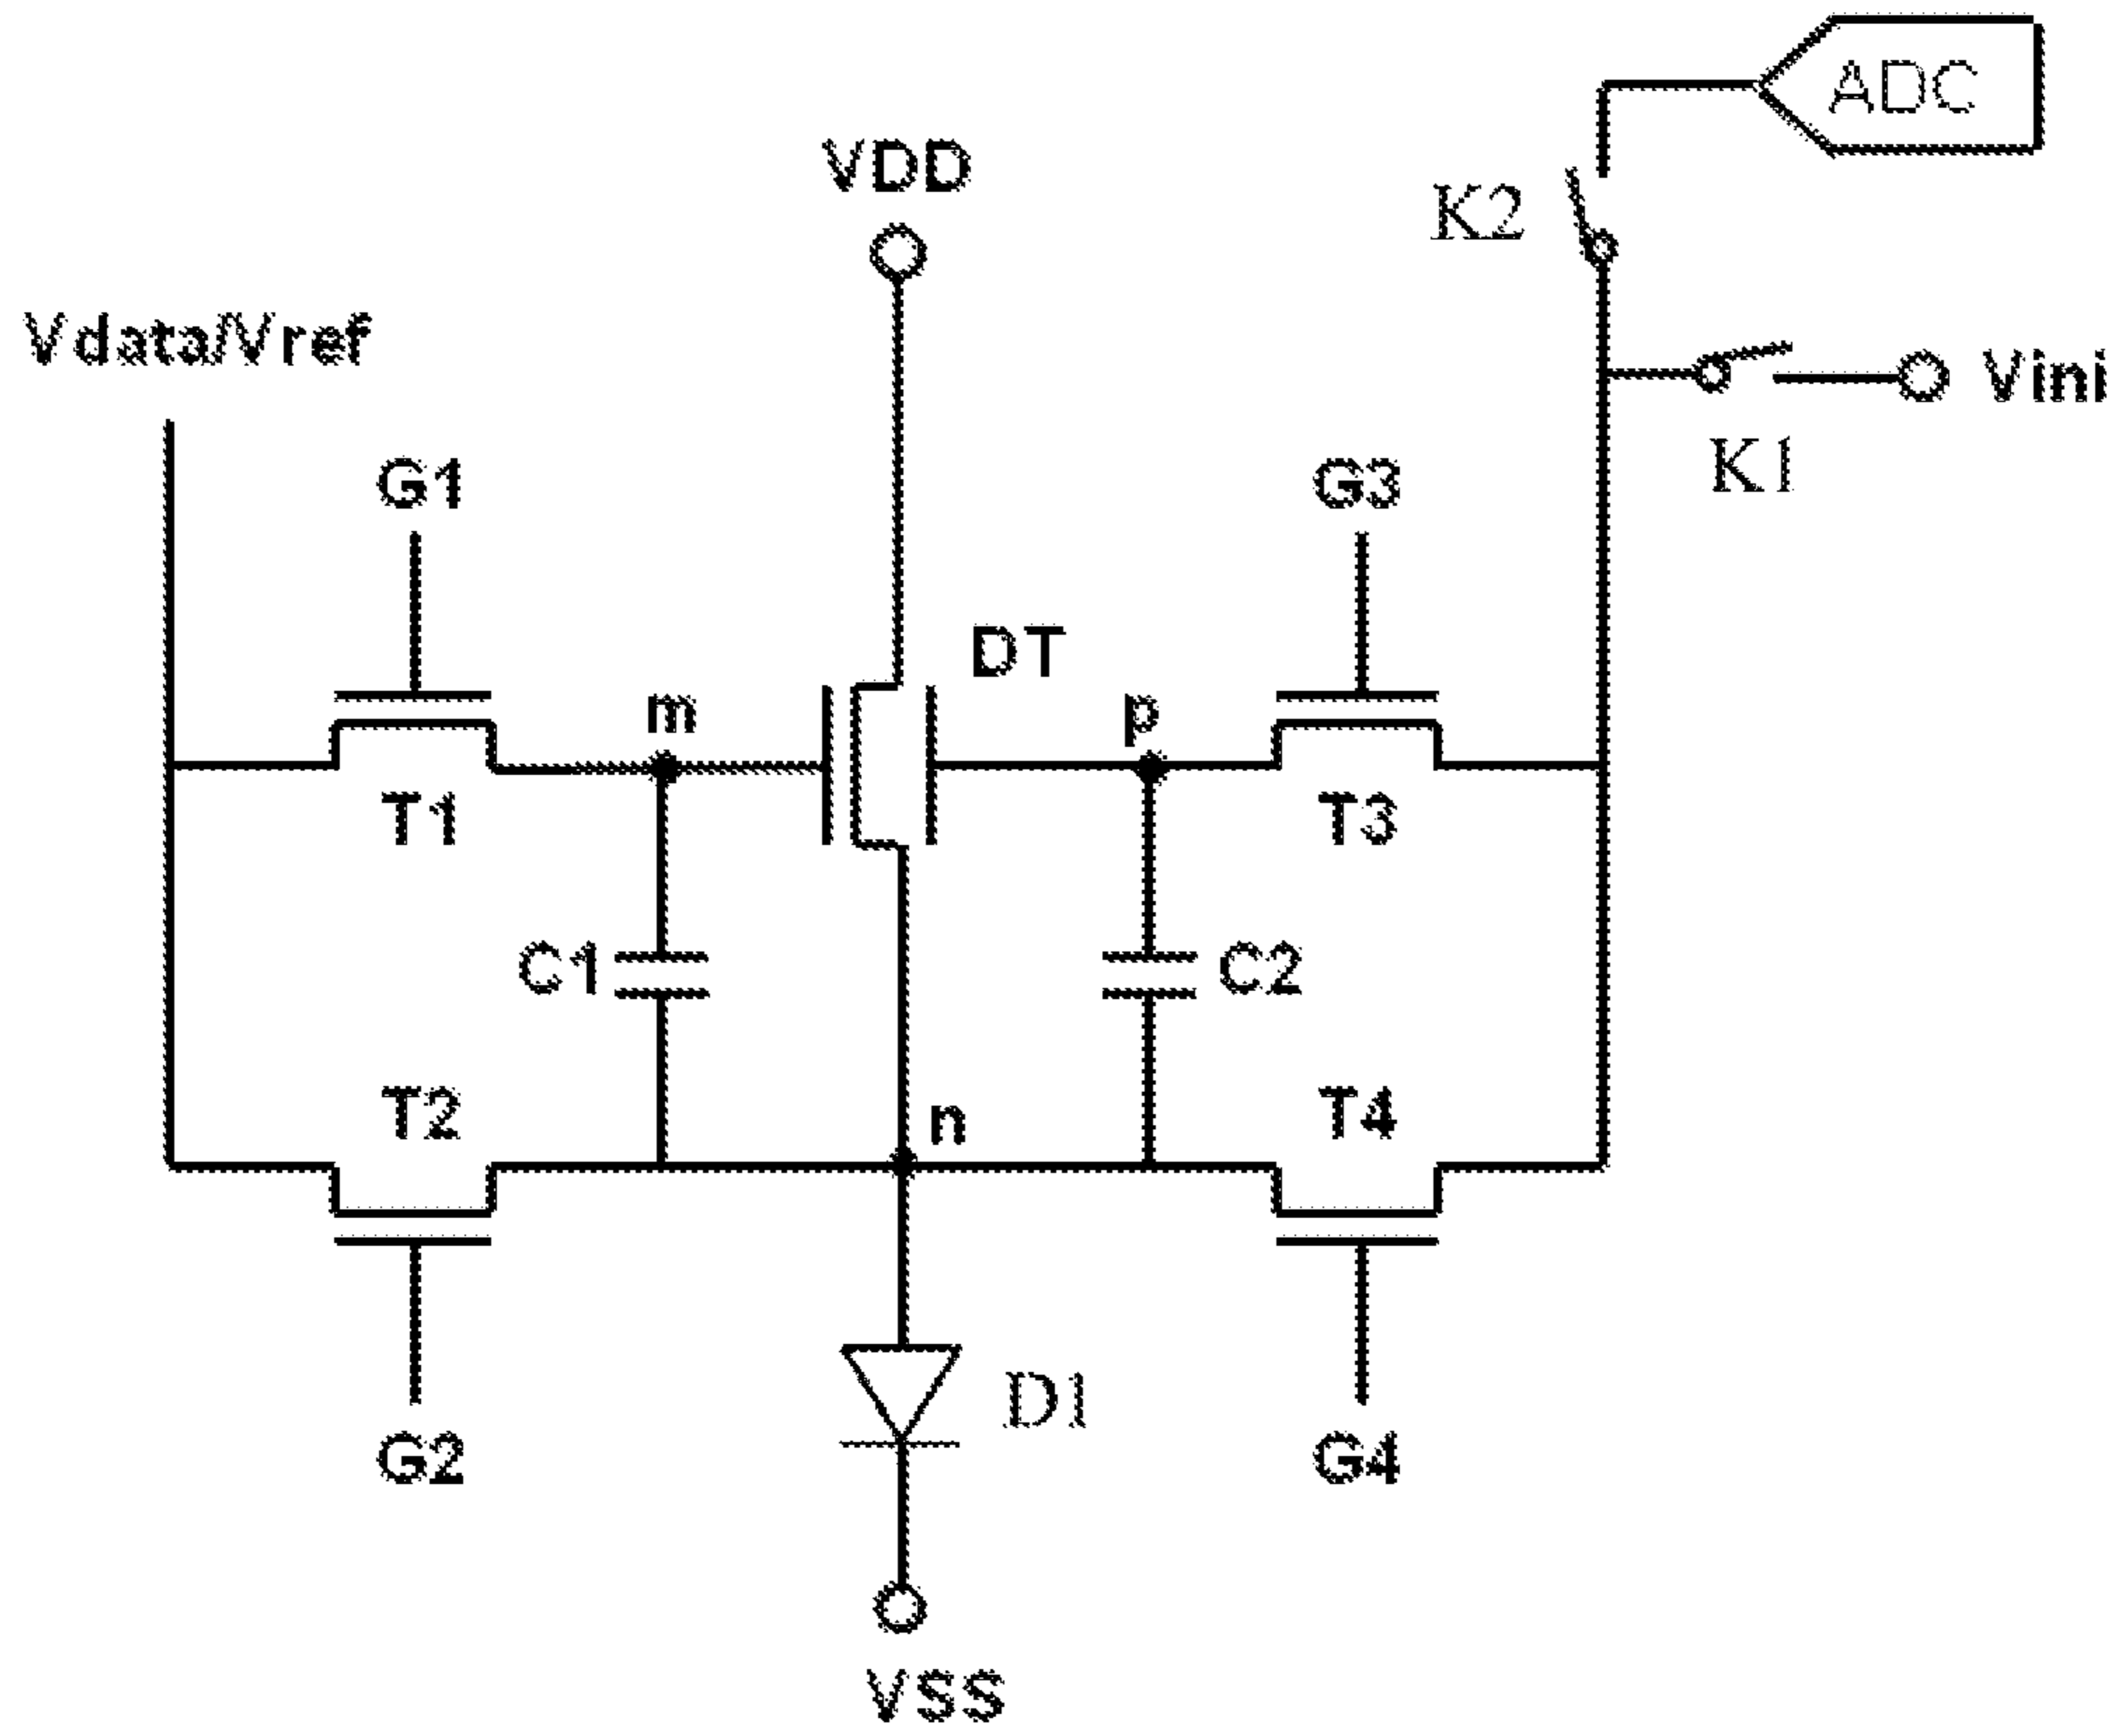 ADC
VDD
K2
Vdata/Vref
Vini
G1
G3
K1
DT
m
p
T1
T3
C1
C2
T2
n
T4
D1
G2
G4
VSS